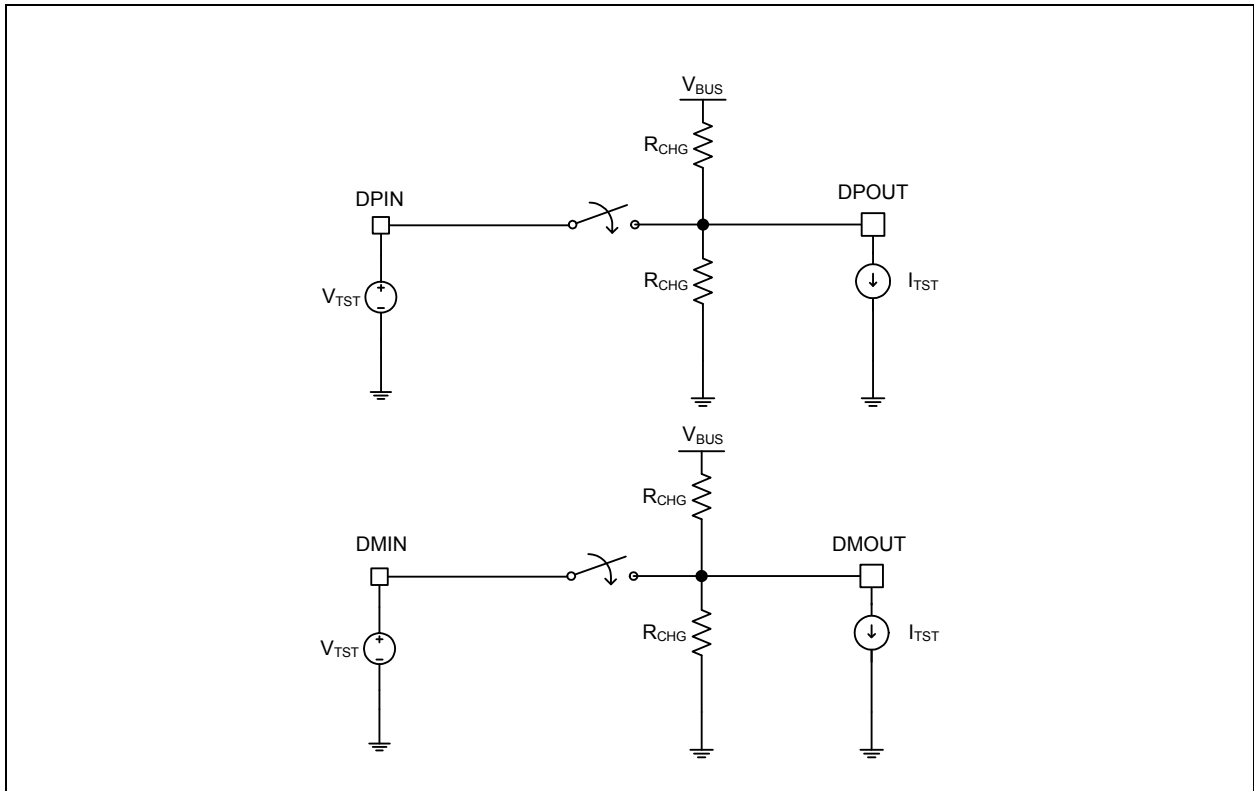 VBUS
RCHG
DPIN
DPOUT
RCHG
VTST
ITST
VBUS
RCHG
DMIN
DMOUT
RCHG
VTST
ITST